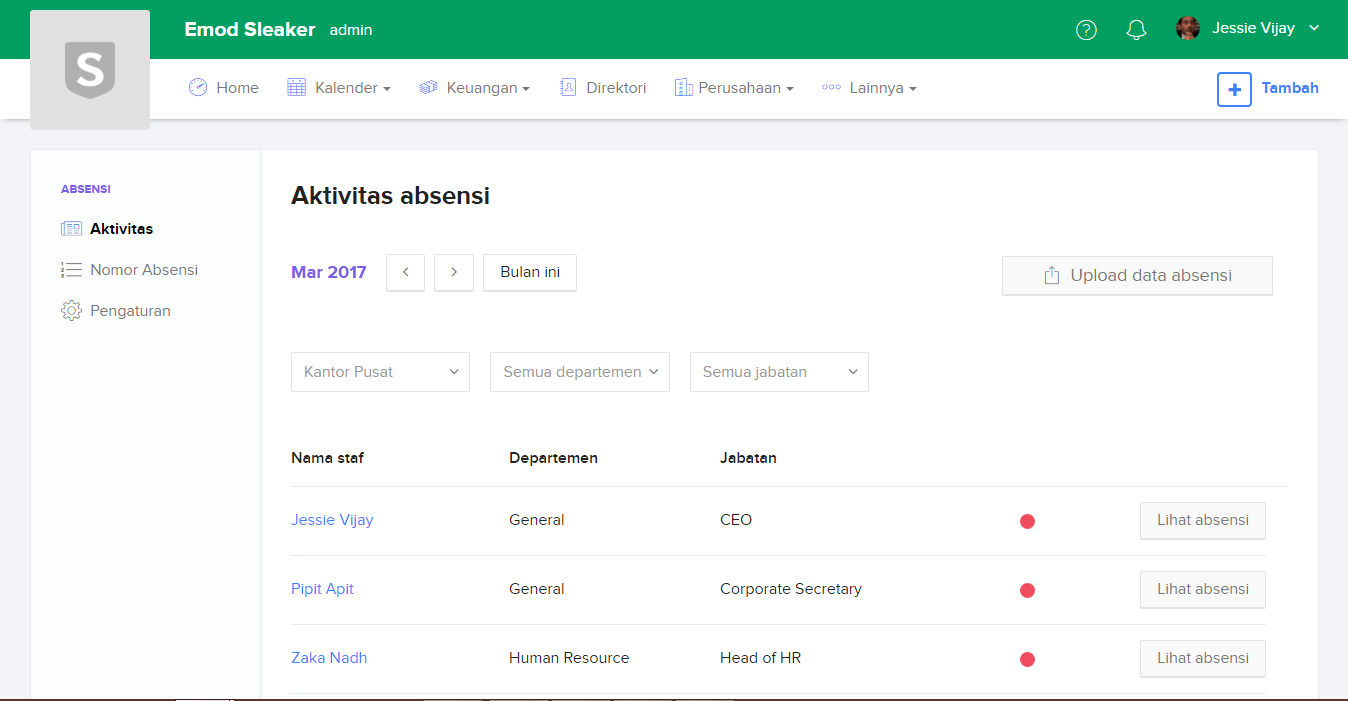 Emod Sleaker admin
Jessie Vijay
S
Home Kalender Keuangan Direktori Perusahaan Lainnya
Tambah
ABSENSI
Aktivitas
Nomor Absensi
Pengaturan
Aktivitas absensi
Mar 2017 Bulan ini
Upload data absensi
Kantor Pusat Semua departemen Semua jabatan
Nama staf Departemen Jabatan
Jessie Vijay General CEO Lihat absensi
Pipit Apit General Corporate Secretary Lihat absensi
Zaka Nadh Human Resource Head of HR Lihat absensi